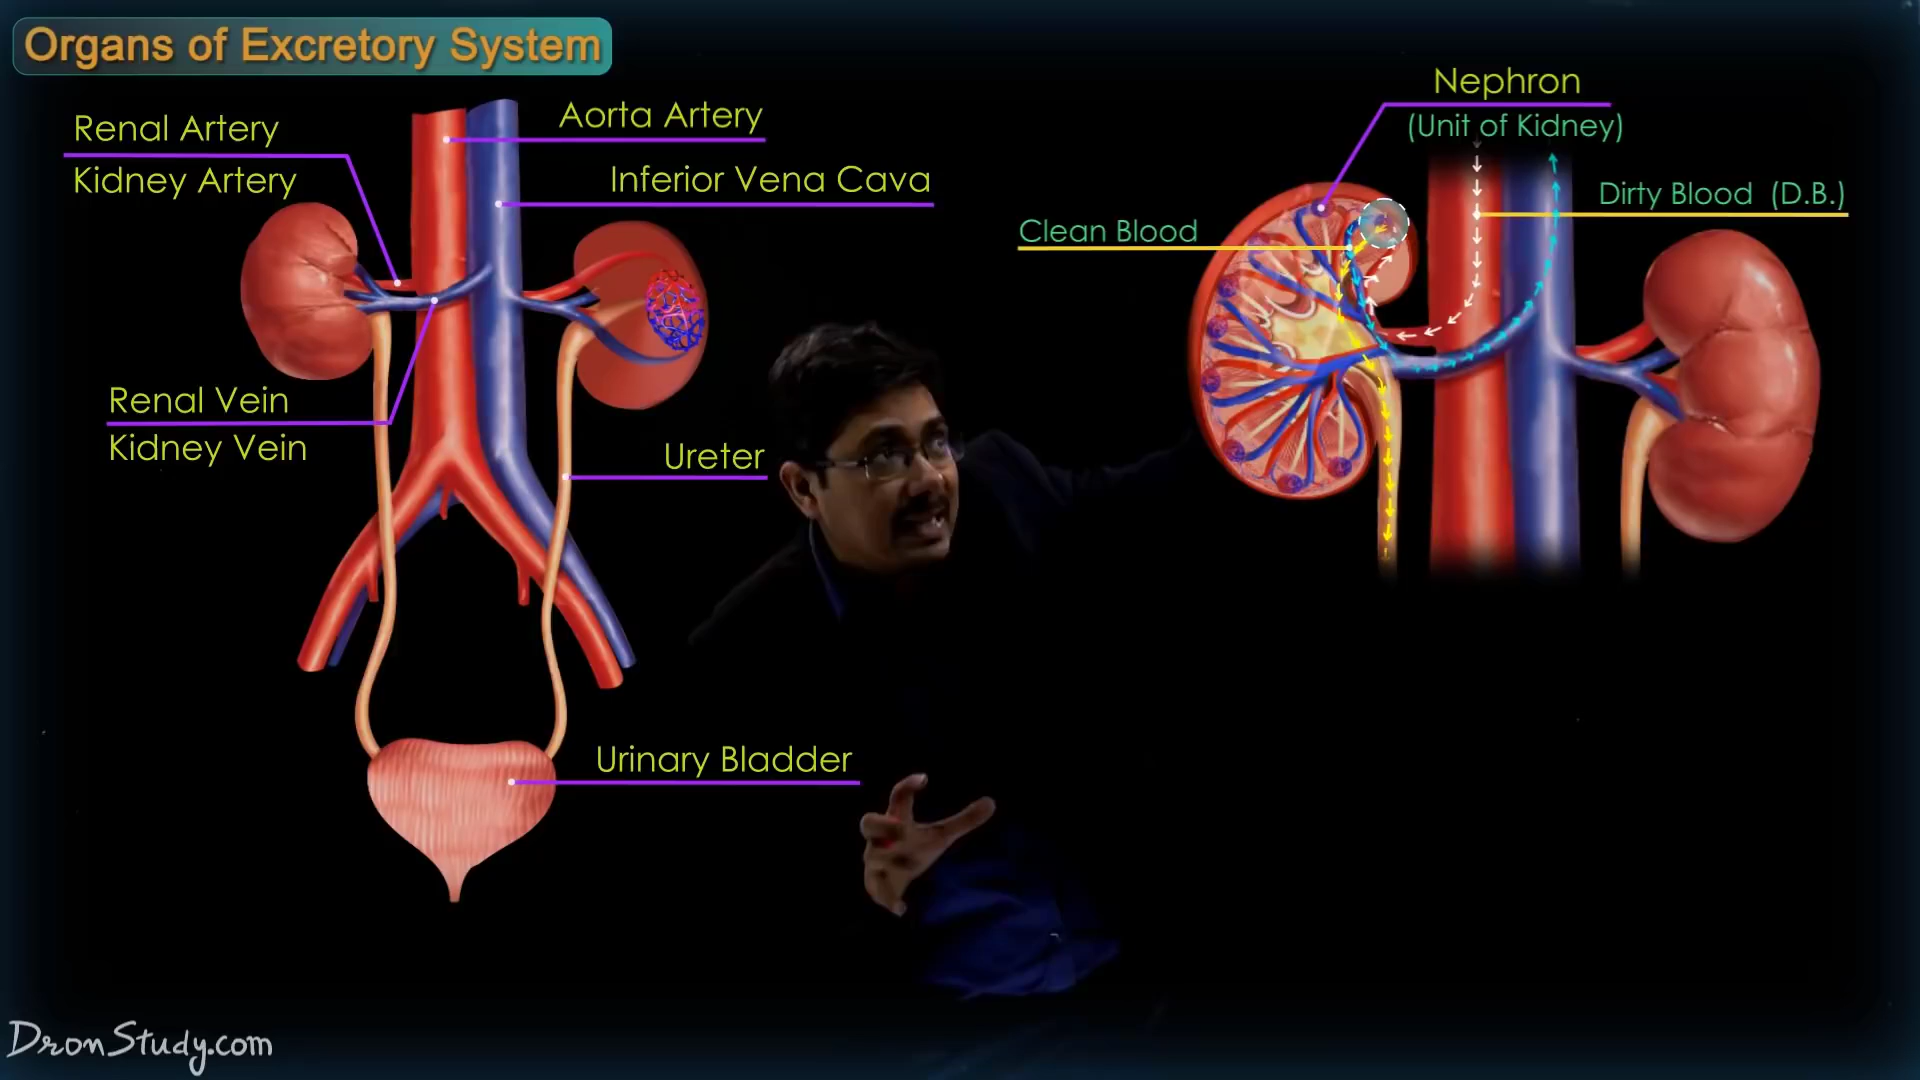 Organs of Excretory System
Renal Artery
Kidney Artery
Aorta Artery
Inferior Vena Cava
Renal Vein
Kidney Vein
Ureter
Urinary Bladder
Nephron
(Unit of Kidney)
Dirty Blood (D.B.)
Clean Blood
DronStudy.com